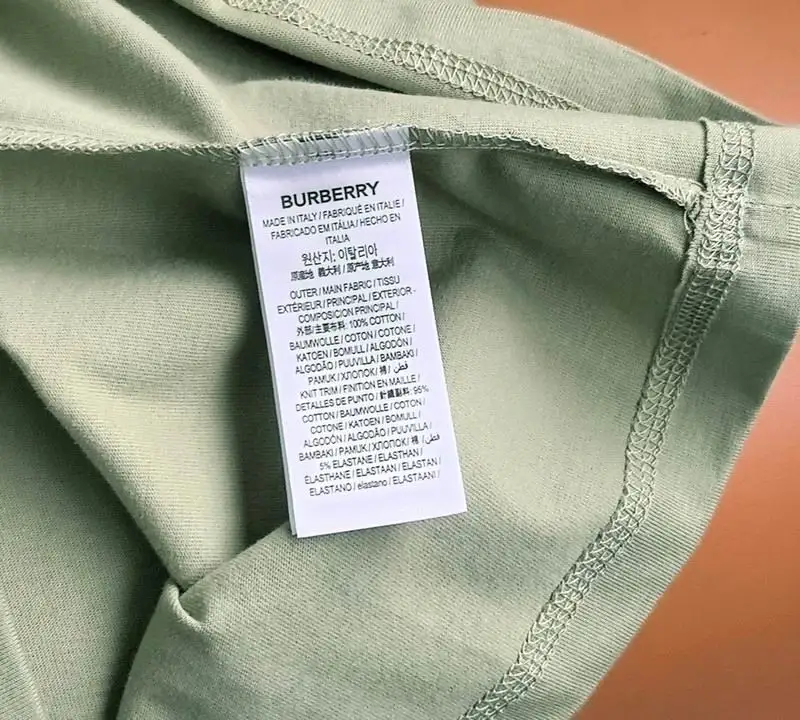 BURBERRY
MADE IN ITALY / FABRIQUÉ EN ITALIE /
FABRICADO EM ITÁLIA / HECHO EN
ITALIA
원산지: 이탈리아
原産地 義大利 / 原产地 意大利
OUTER / MAIN FABRIC / TISSU
EXTÉRIEUR / PRINCIPAL / EXTERIOR -
COMPOSICION PRINCIPAL /
外部/主要布料: 100% COTTON /
BAUMWOLLE / COTON / COTONE /
KATOEN / BOMULL / ALGODÓN /
ALGODÃO / PUUVILLA / BAMBAKI /
PAMUK / ХЛОПОК / 棉 / قطن /
KNIT TRIM / FINITION EN MAILLE /
DETALLES DE PUNTO / 針織副料: 95%
COTTON / BAUMWOLLE / COTON /
COTONE / KATOEN / BOMULL /
ALGODÓN / ALGODÃO / PUUVILLA /
BAMBAKI / PAMUK / ХЛОПОК / 棉 / قطن/
5% ELASTANE / ELASTHAN /
ÉLASTHANE / ELASTAAN / ELASTAN /
ELASTANO / elastano / ELASTAANI /